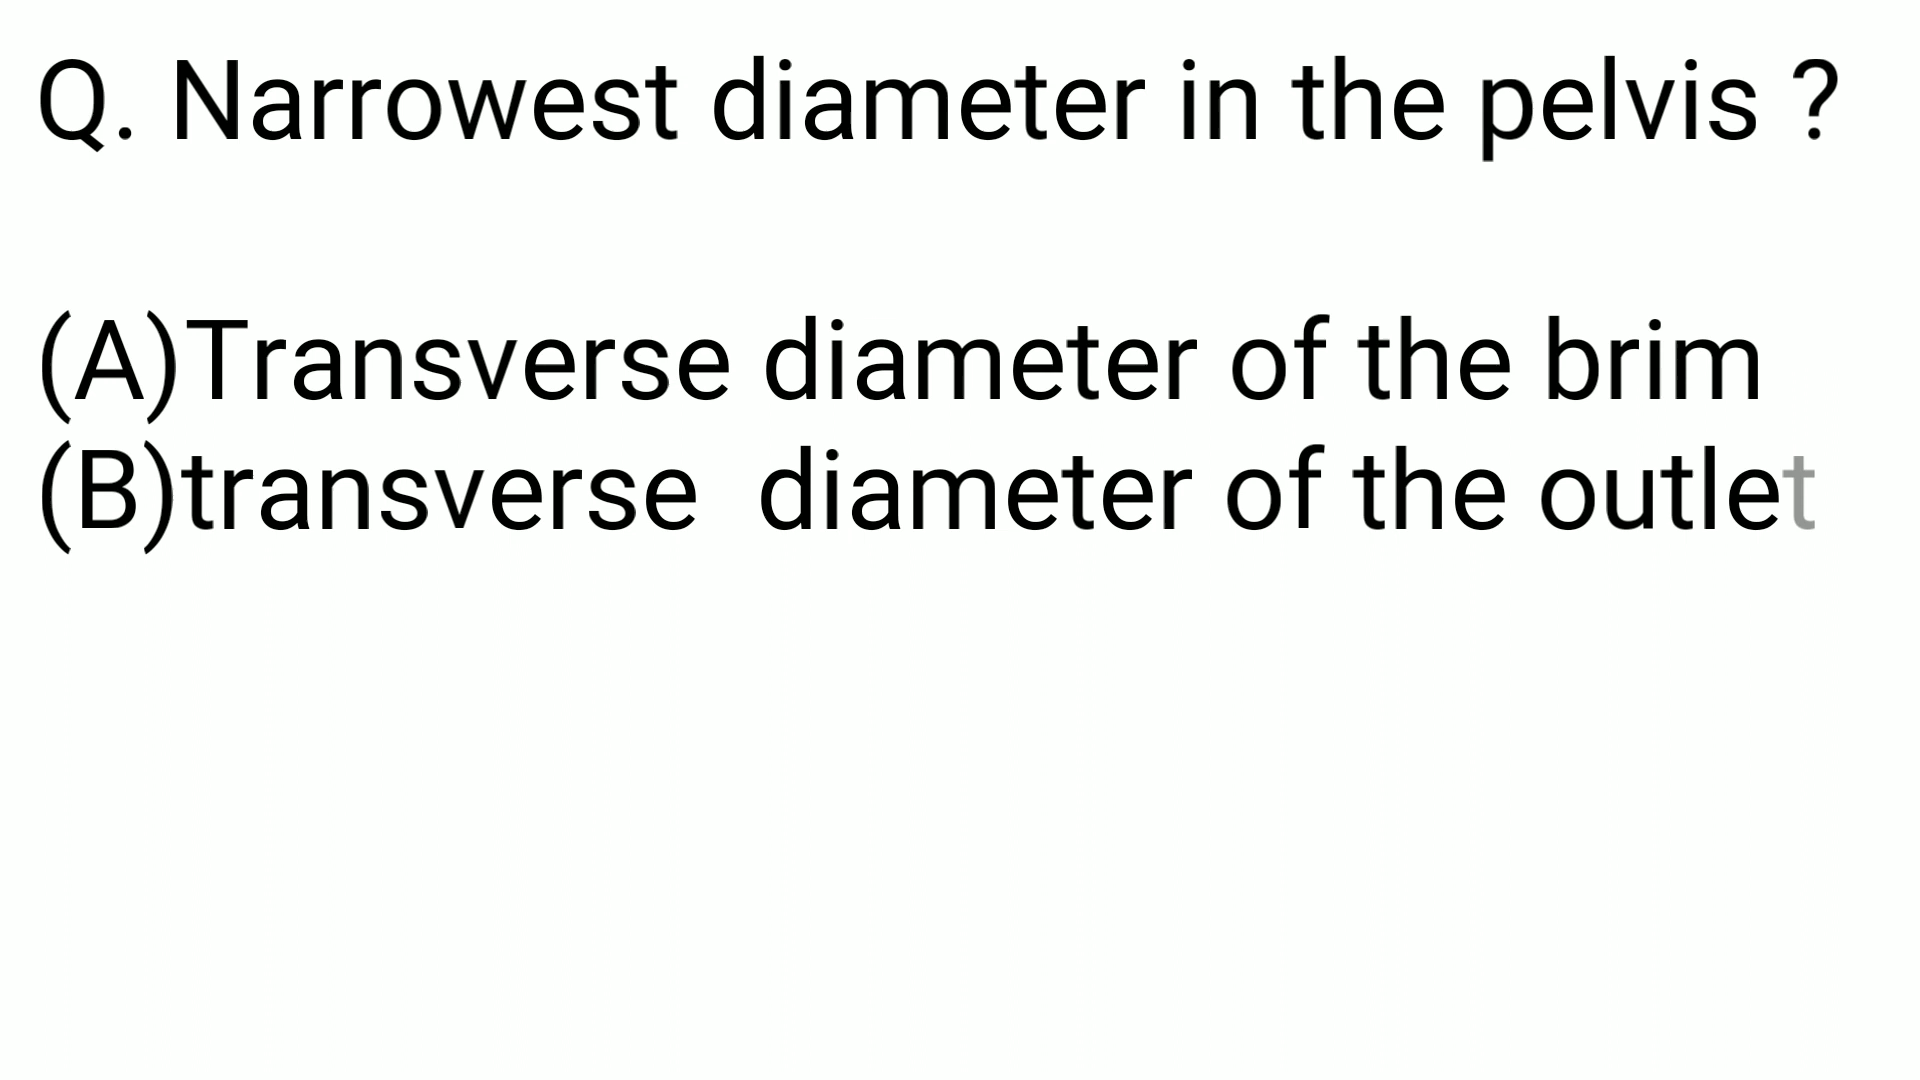 Q. Narrowest diameter in the pelvis ?
(A)Transverse diameter of the brim
(B)transverse  diameter of the outlet